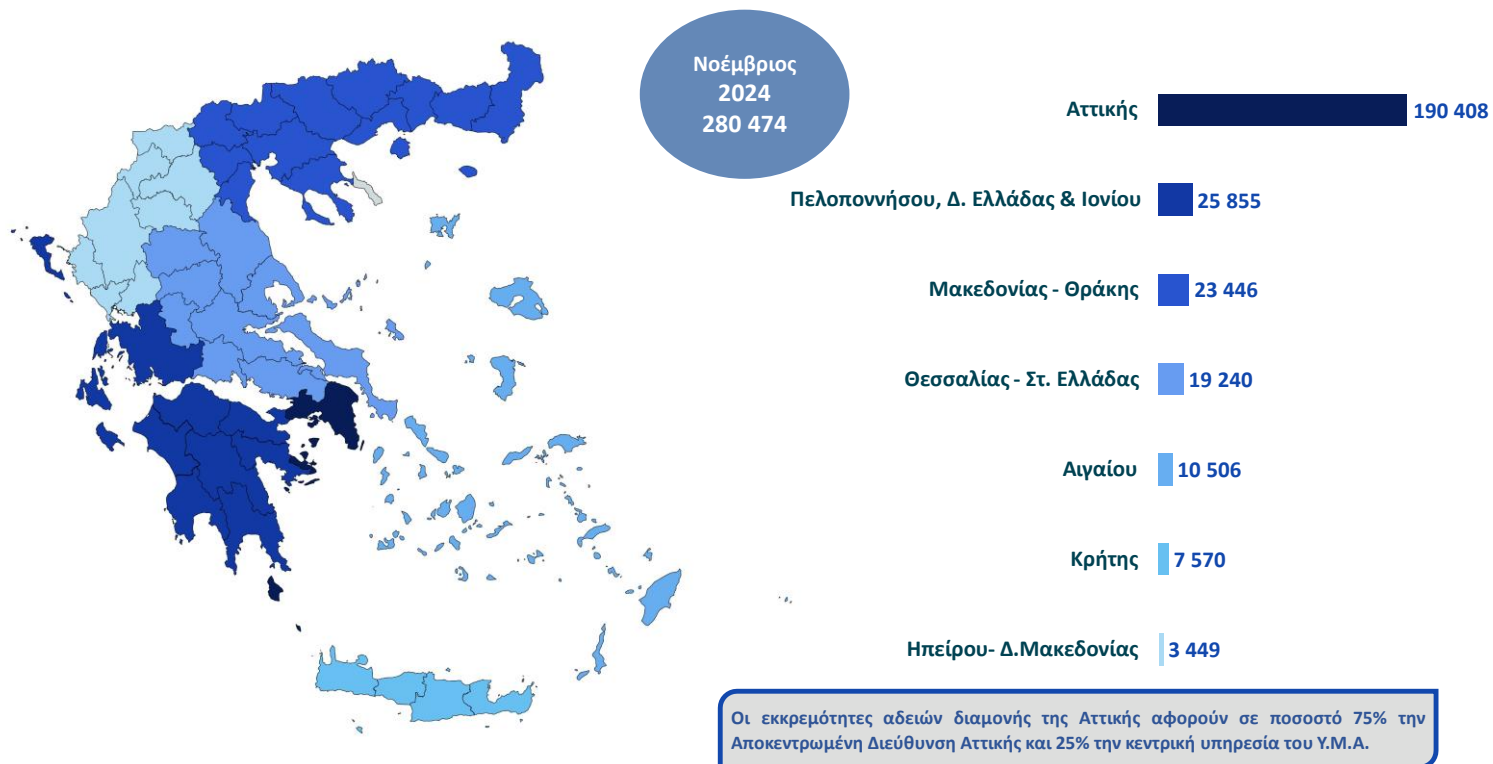 Νοέμβριος
2024
280 474
Αττικής 190 408
Πελοποννήσου, Δ. Ελλάδας & Ιονίου 25 855
Μακεδονίας - Θράκης 23 446
Θεσσαλίας - Στ. Ελλάδας 19 240
Αιγαίου 10 506
Κρήτης 7 570
Ηπείρου- Δ.Μακεδονίας 3 449
Οι εκκρεμότητες αδειών διαμονής της Αττικής αφορούν σε ποσοστό 75% την
Αποκεντρωμένη Διεύθυνση Αττικής και 25% την κεντρική υπηρεσία του Υ.Μ.Α.